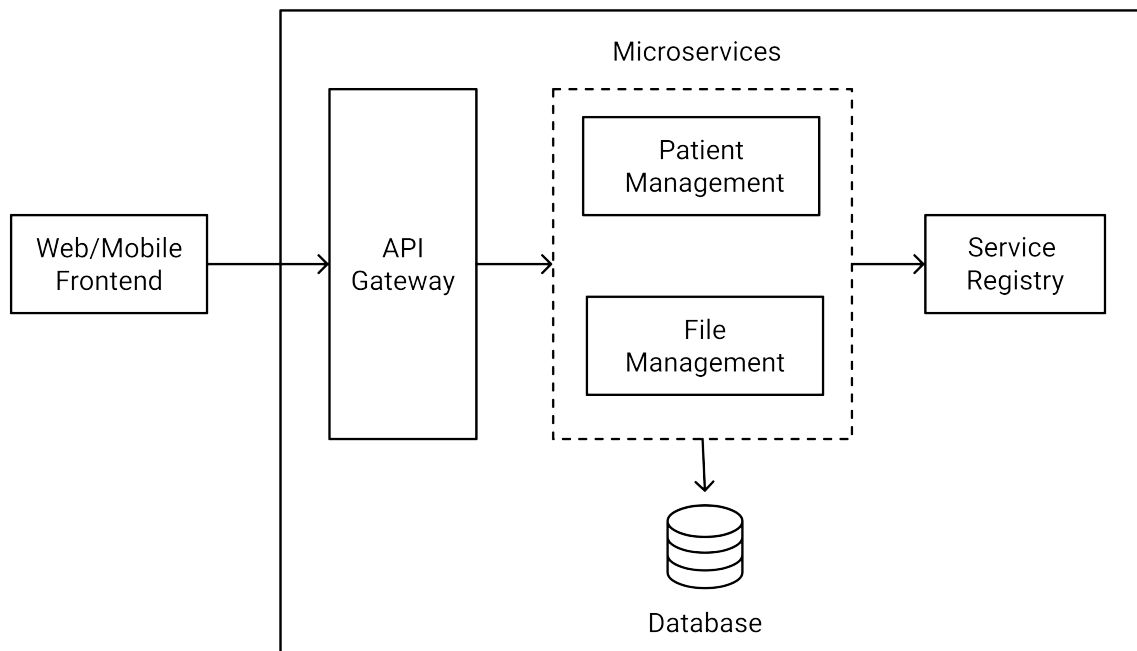 Microservices
Patient
Management
Web/Mobile
Frontend
API
Gateway
Service
Registry
File
Management
Database